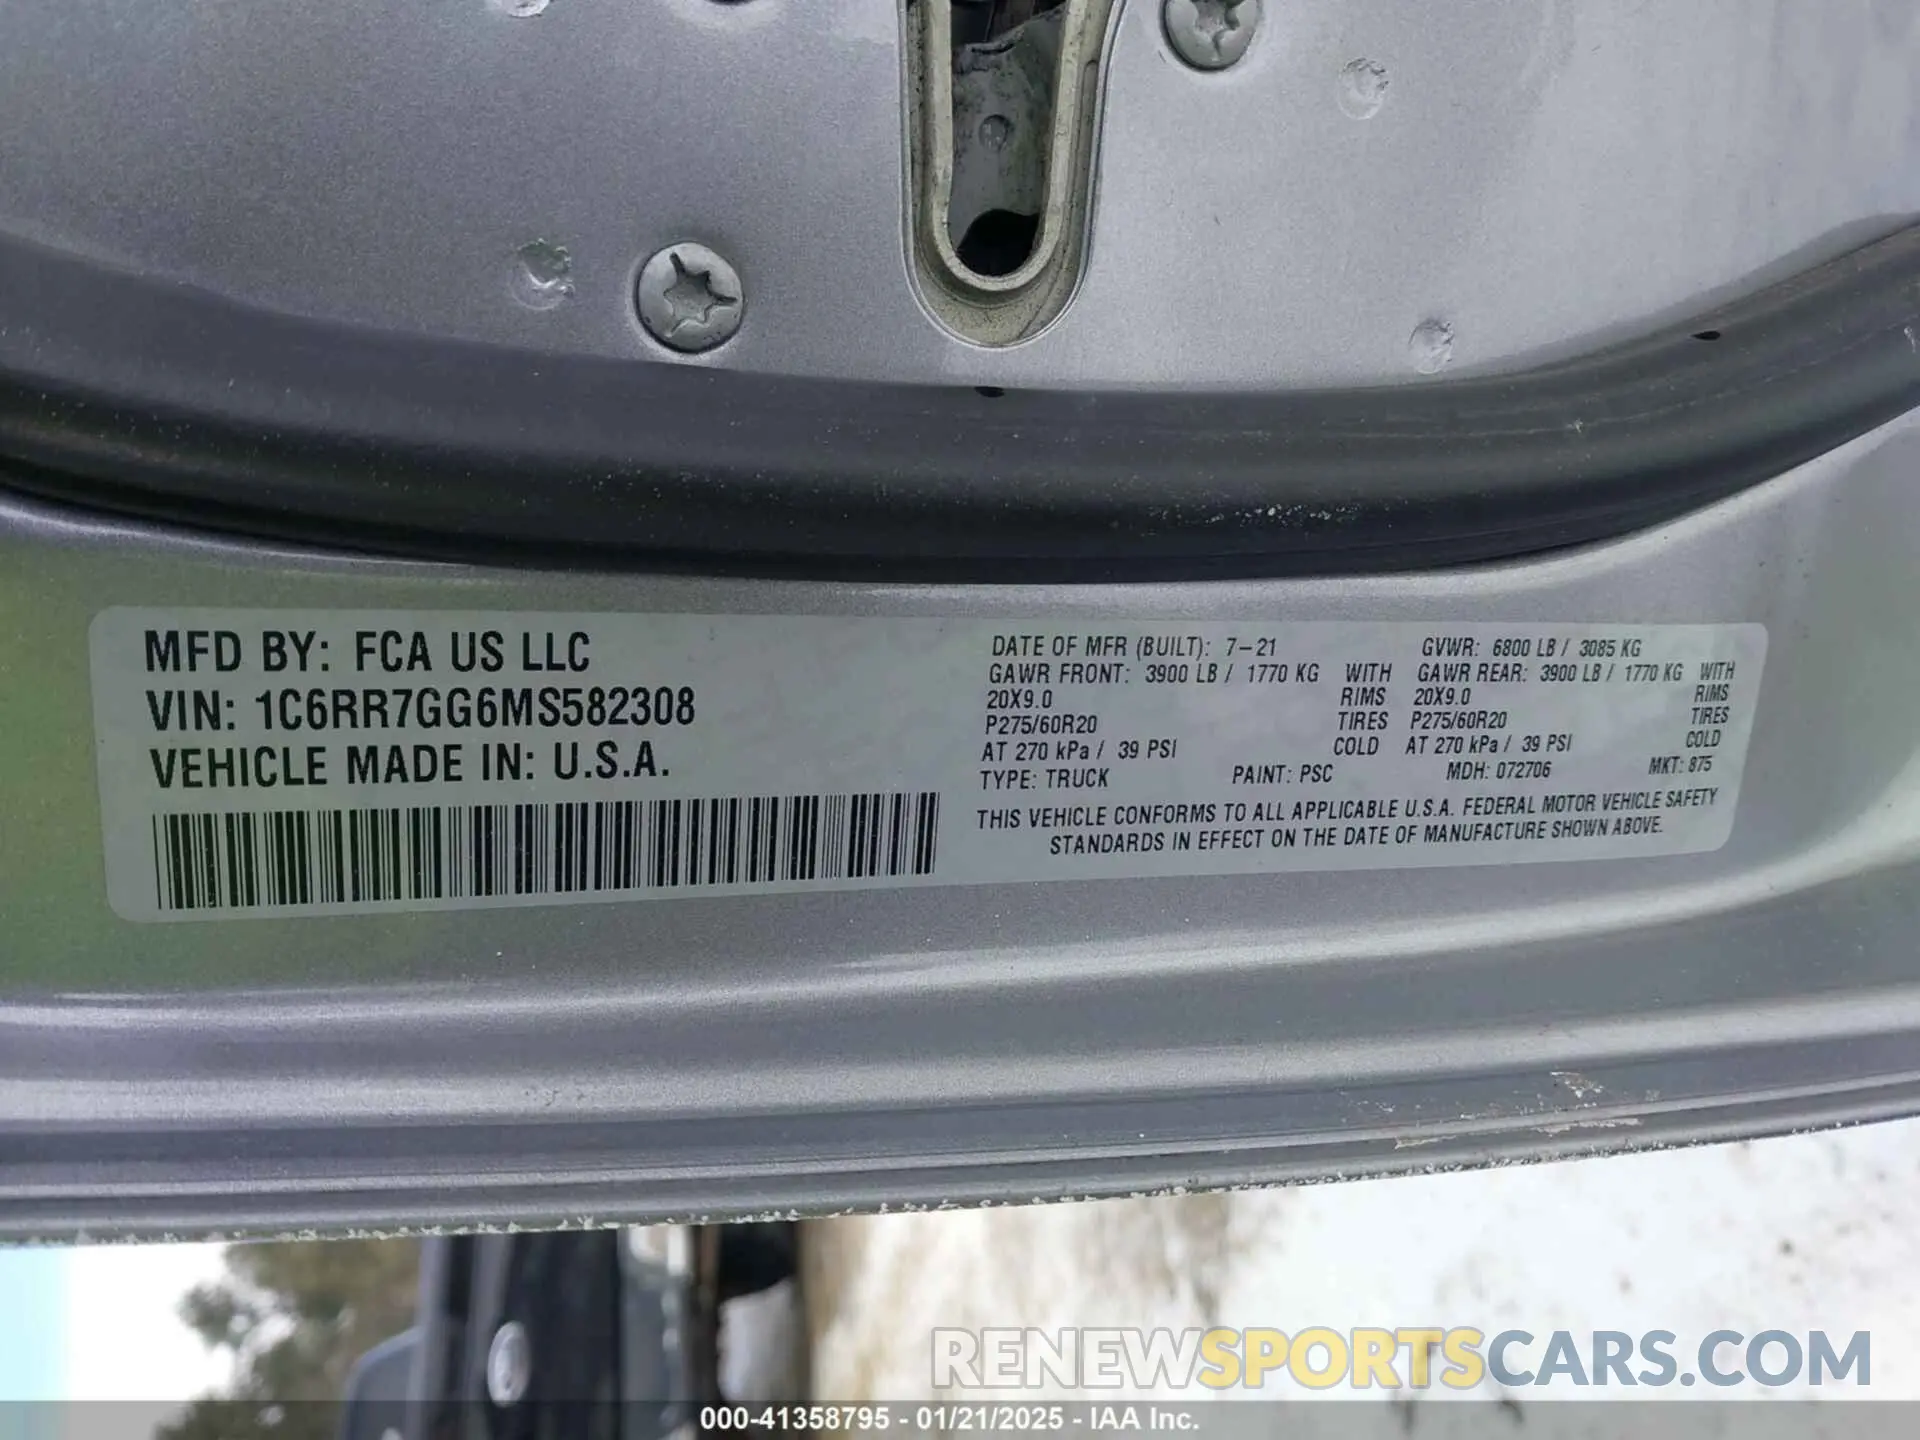 MFD BY: FCA US LLC
VIN: 1C6RR7GG6MS582308
VEHICLE MADE IN: U.S.A.
DATE OF MFR (BUILT): 7-21 GVWR: 6800 LB / 3085 KG
GAWR FRONT: 3900 LB / 1770 KG WITH GAWR REAR: 3900 LB / 1770 KG WITH
20X9.0 RIMS 20X9.0 RIMS
P275/60R20 TIRES P275/60R20 TIRES
AT 270 kPa / 39 PSI COLD AT 270 kPa / 39 PSI COLD
TYPE: TRUCK PAINT: PSC MDH: 072706 MKT: 875
THIS VEHICLE CONFORMS TO ALL APPLICABLE U.S.A. FEDERAL MOTOR VEHICLE SAFETY
STANDARDS IN EFFECT ON THE DATE OF MANUFACTURE SHOWN ABOVE.
RENEWSPORTSCARS.COM
000-41358795 - 01/21/2025 - IAA Inc.